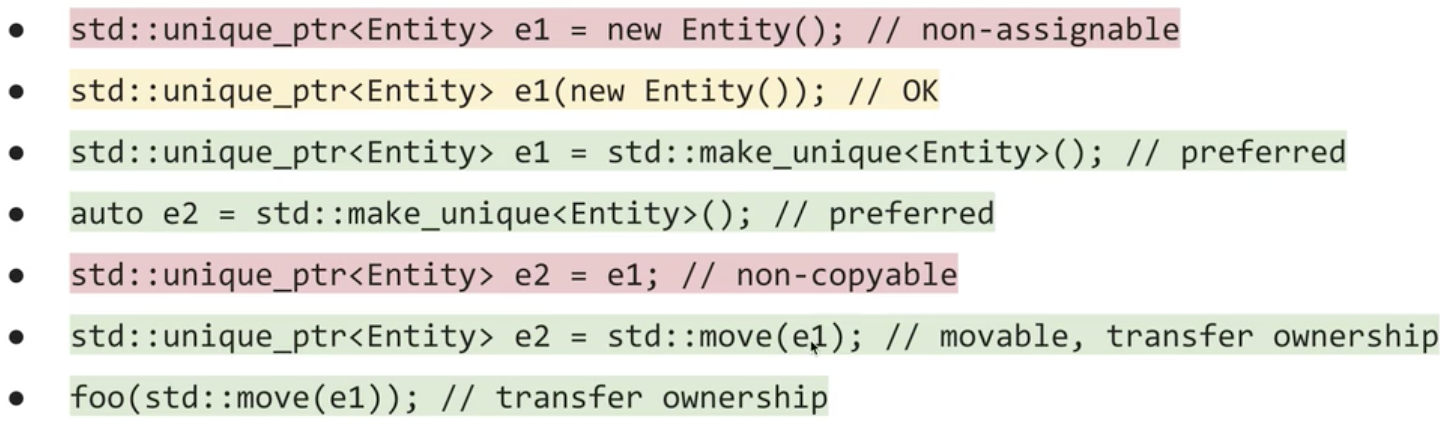 ● std::unique_ptr<Entity> e1 = new Entity(); // non-assignable
● std::unique_ptr<Entity> e1(new Entity()); // OK
● std::unique_ptr<Entity> e1 = std::make_unique<Entity>(); // preferred
● auto e2 = std::make_unique<Entity>(); // preferred
● std::unique_ptr<Entity> e2 = e1; // non-copyable
● std::unique_ptr<Entity> e2 = std::move(e1); // movable, transfer ownership
● foo(std::move(e1)); // transfer ownership